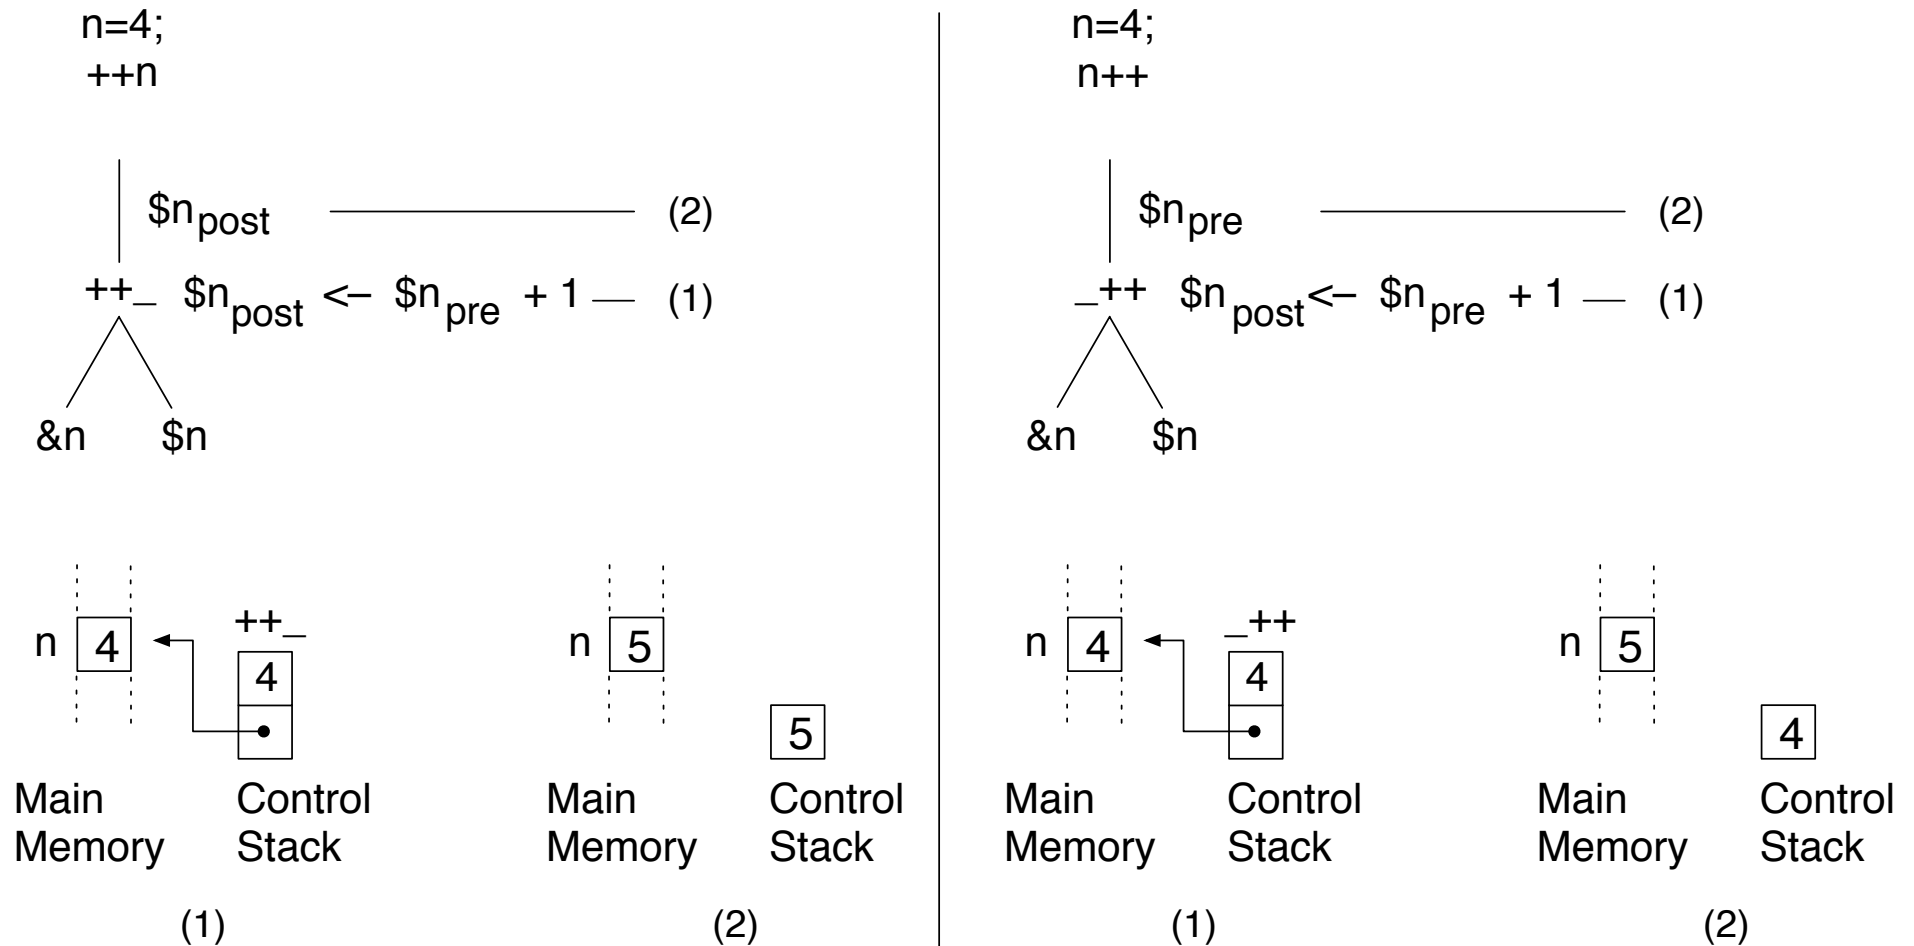 n=4;
++n
$npost (2)
++_ $npost <– $npre + 1 (1)
&n $n
++_
n 4
4
n 5
5
Main Memory
Control Stack
Main Memory
Control Stack
(1)
(2)
n=4;
n++
$npre (2)
_++ $npost<– $npre + 1 (1)
&n $n
_++
n 4
4
n 5
4
Main Memory
Control Stack
Main Memory
Control Stack
(1)
(2)